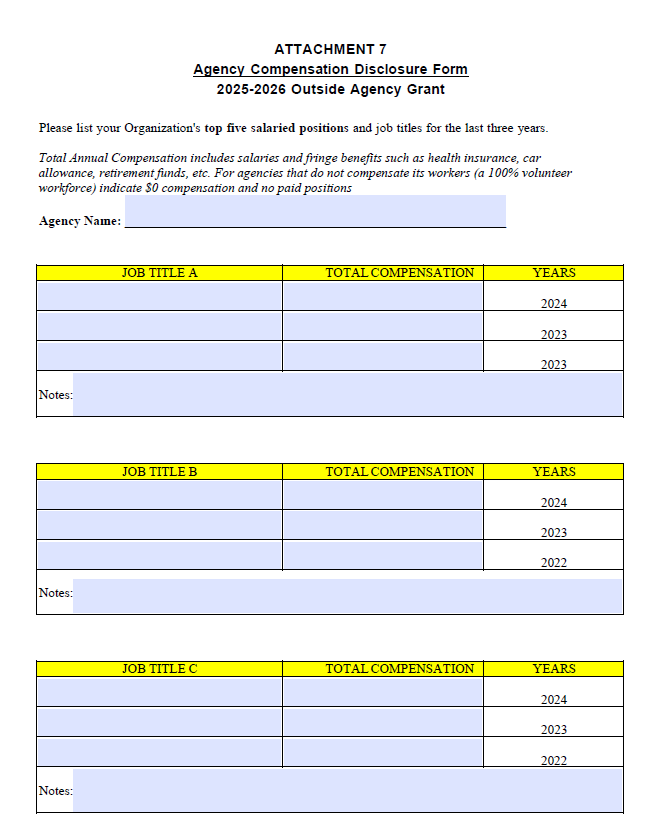 ATTACHMENT 7
Agency Compensation Disclosure Form
2025-2026 Outside Agency Grant
Please list your Organization's top five salaried positions and job titles for the last three years.
Total Annual Compensation includes salaries and fringe benefits such as health insurance, car
allowance, retirement funds, etc. For agencies that do not compensate its workers (a 100% volunteer
workforce) indicate $0 compensation and no paid positions
Agency Name:
JOB TITLE A TOTAL COMPENSATION YEARS
2024
2023
2023
Notes:
JOB TITLE B TOTAL COMPENSATION YEARS
2024
2023
2022
Notes:
JOB TITLE C TOTAL COMPENSATION YEARS
2024
2023
2022
Notes: